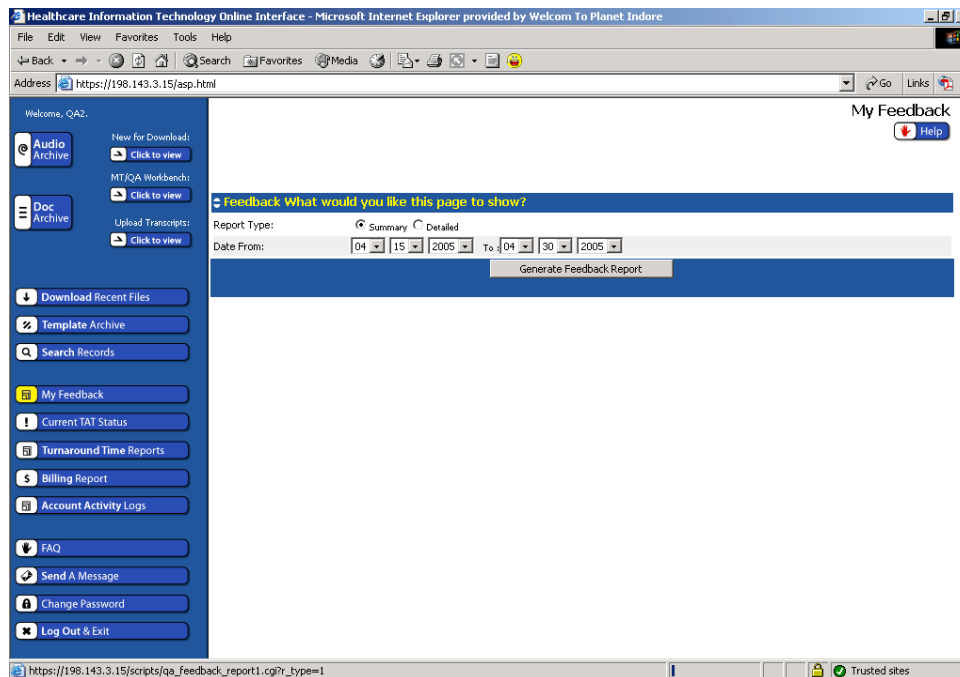 Healthcare Information Technology Online Interface - Microsoft Internet Explorer provided by Welcom To Planet Indore
File Edit View Favorites Tools Help
Back Search Favorites Media
Address https://198.143.3.15/asp.html Go Links
Welcome, QA2.
Audio Archive
New for Download:
Click to view
MT/QA Workbench:
Click to view
Doc Archive
Upload Transcripts:
Click to view
Download Recent Files
Template Archive
Search Records
My Feedback
Current TAT Status
Turnaround Time Reports
Billing Report
Account Activity Logs
FAQ
Send A Message
Change Password
Log Out & Exit
My Feedback
Help
Feedback What would you like this page to show?
Report Type: Summary Detailed
Date From: 04 15 2005 To : 04 30 2005
Generate Feedback Report
https://198.143.3.15/scripts/qa_feedback_report1.cgi?r_type=1 Trusted sites